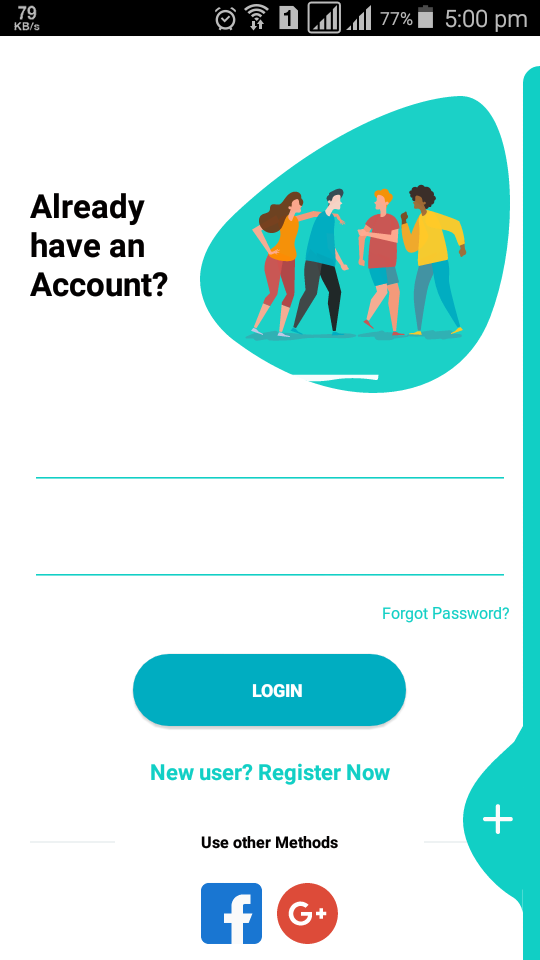 79
KB/s
1
77%
5:00 pm
Already
have an
Account?
Forgot Password?
LOGIN
New user? Register Now
Use other Methods
f
G+